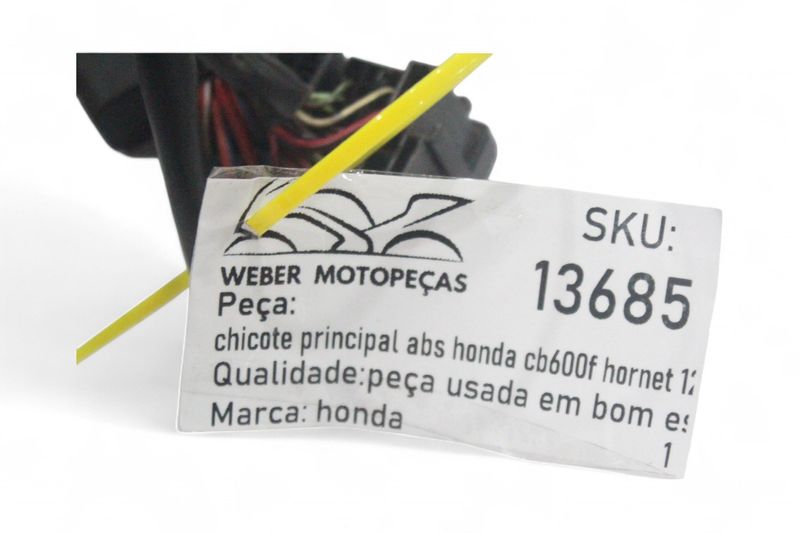 WEBER MOTOPEÇAS
SKU:
13685
Peça:
chicote principal abs honda cb600f hornet
Qualidade:peça usada em bom
Marca: honda
1